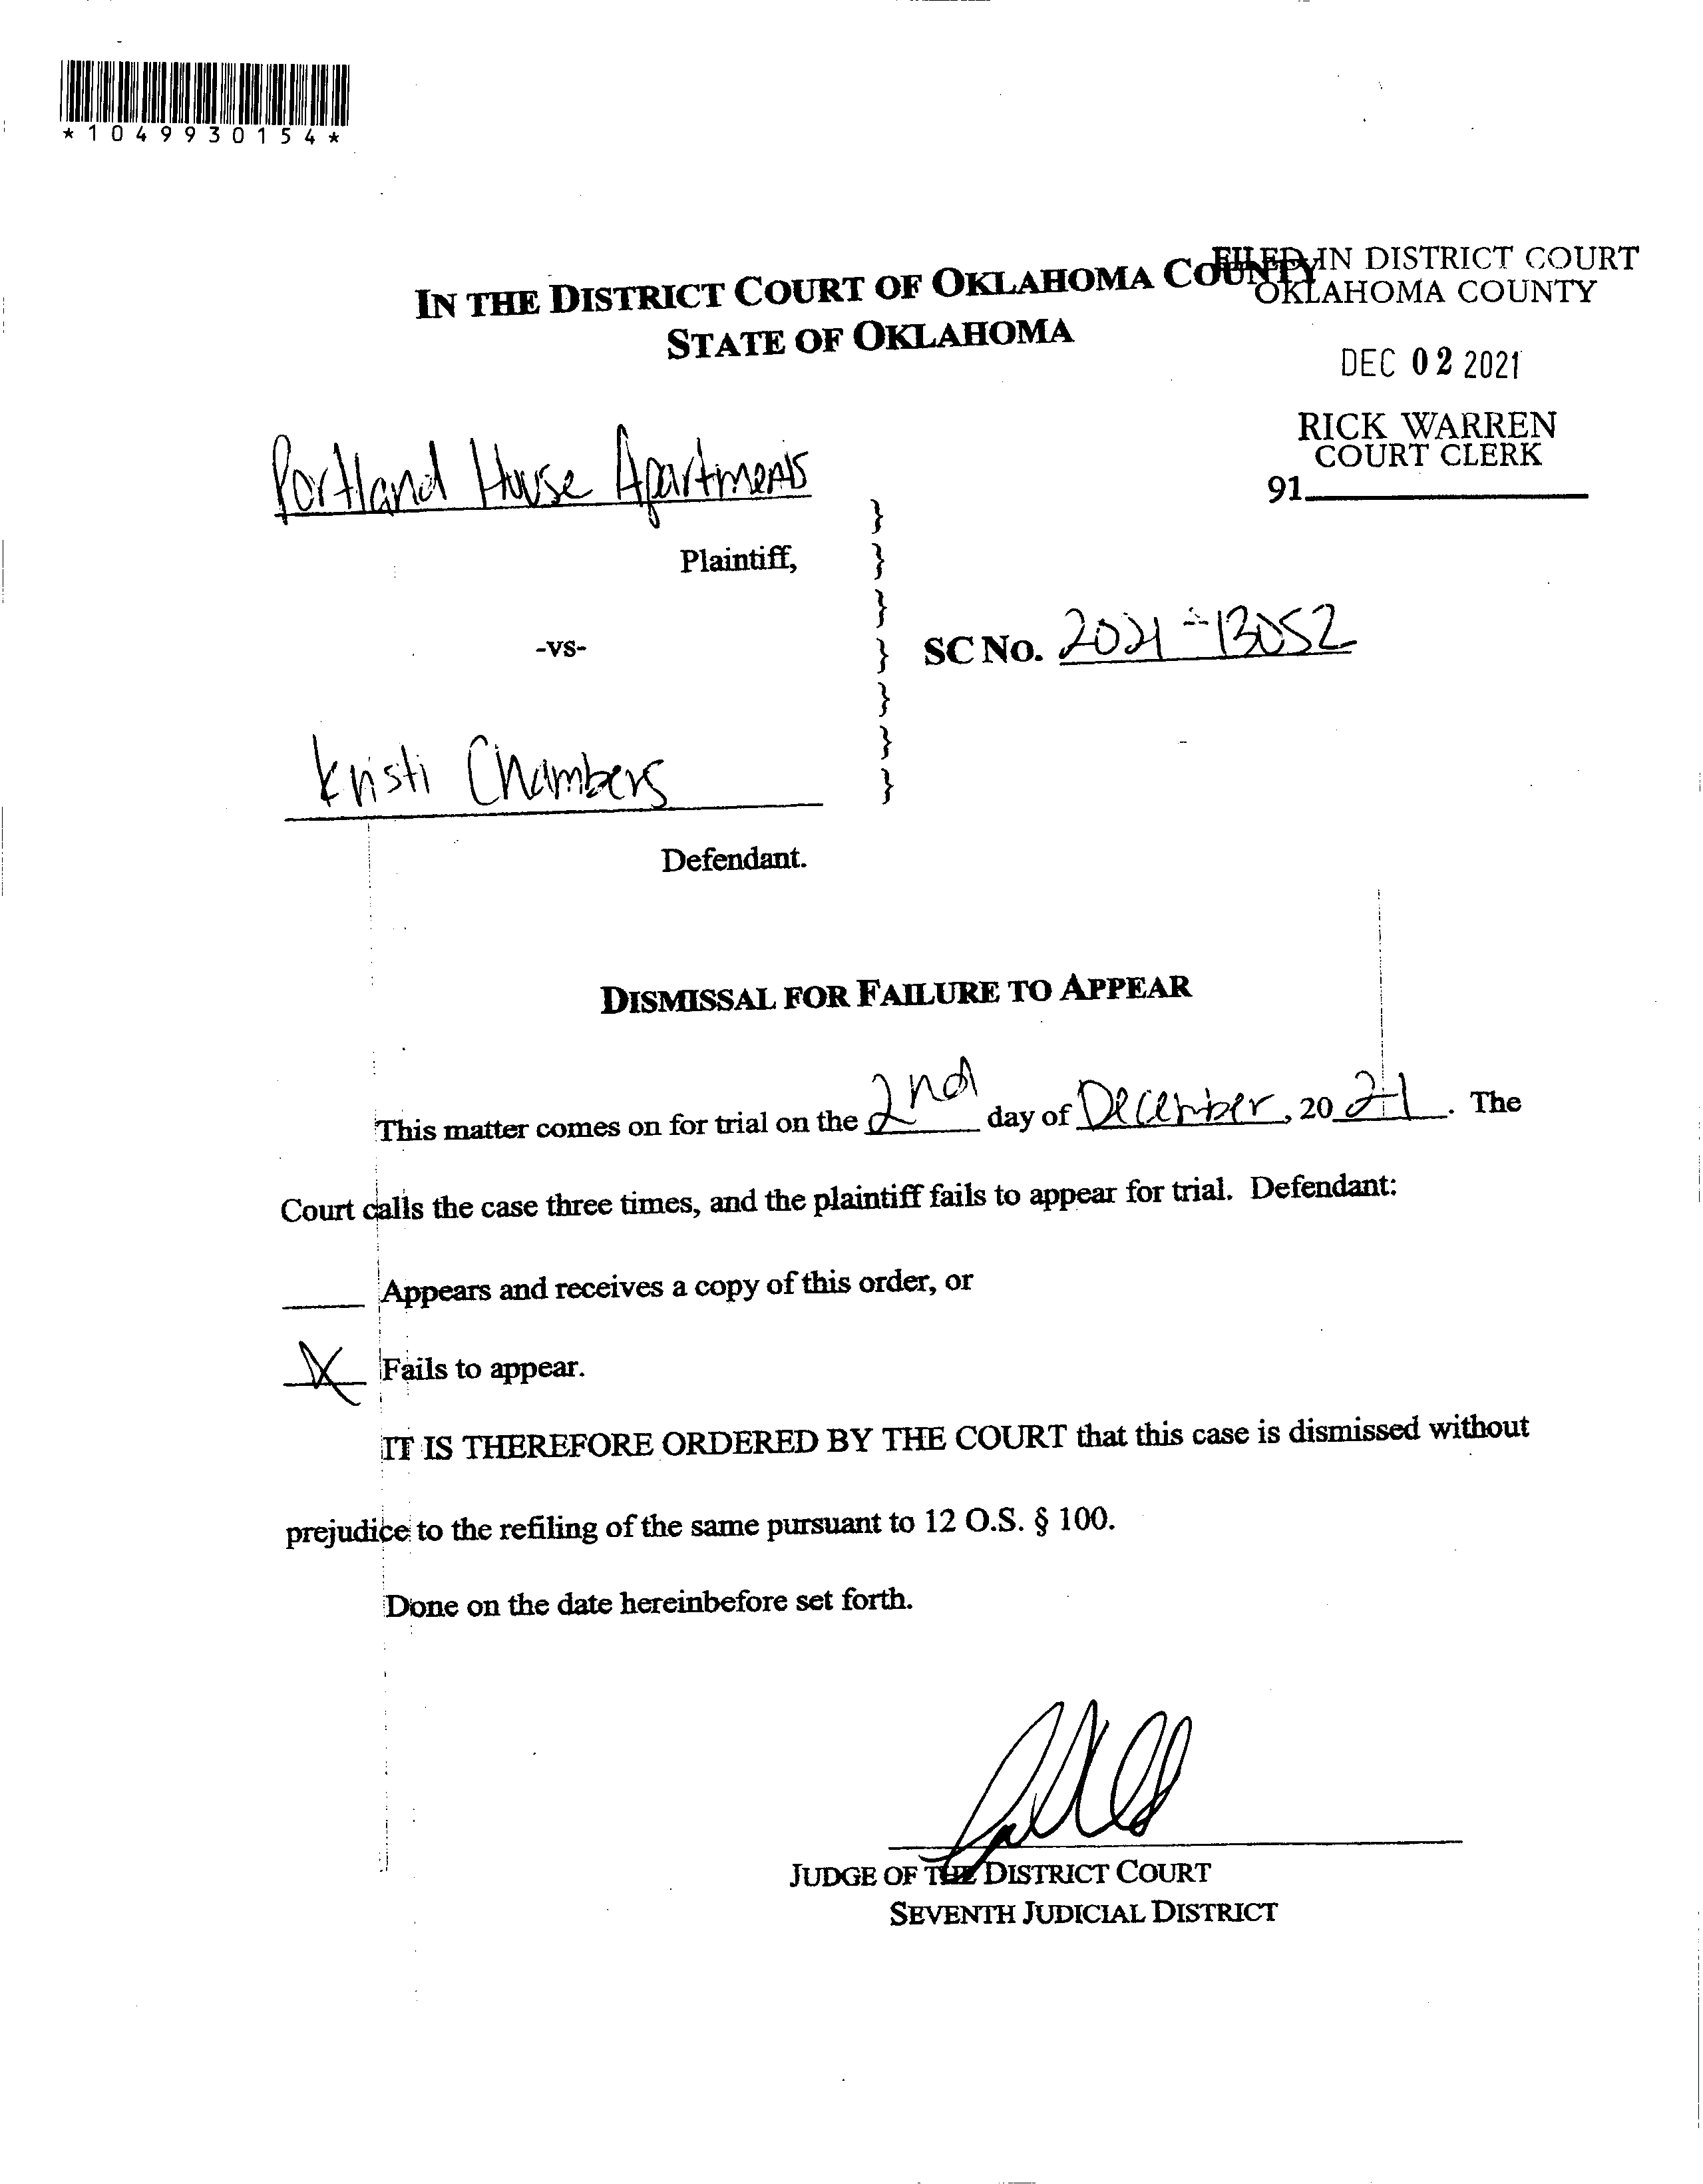 *1049930154*
IN THE DISTRICT COURT OF OKLAHOMA COUNTY
STATE OF OKLAHOMA
FILED IN DISTRICT COURT
OKLAHOMA COUNTY
DEC 02 2021
RICK WARREN
COURT CLERK
91
Portland House Apartments
Plaintiff,
-vs-
SC NO. 2021-13052
Kristi Chambers
Defendant.
DISMISSAL FOR FAILURE TO APPEAR
This matter comes on for trial on the 2nd day of December, 2021. The
Court calls the case three times, and the plaintiff fails to appear for trial. Defendant:
Appears and receives a copy of this order, or
X Fails to appear.
IT IS THEREFORE ORDERED BY THE COURT that this case is dismissed without
prejudice to the refiling of the same pursuant to 12 O.S. § 100.
Done on the date hereinbefore set forth.
JUDGE OF THE DISTRICT COURT
SEVENTH JUDICIAL DISTRICT